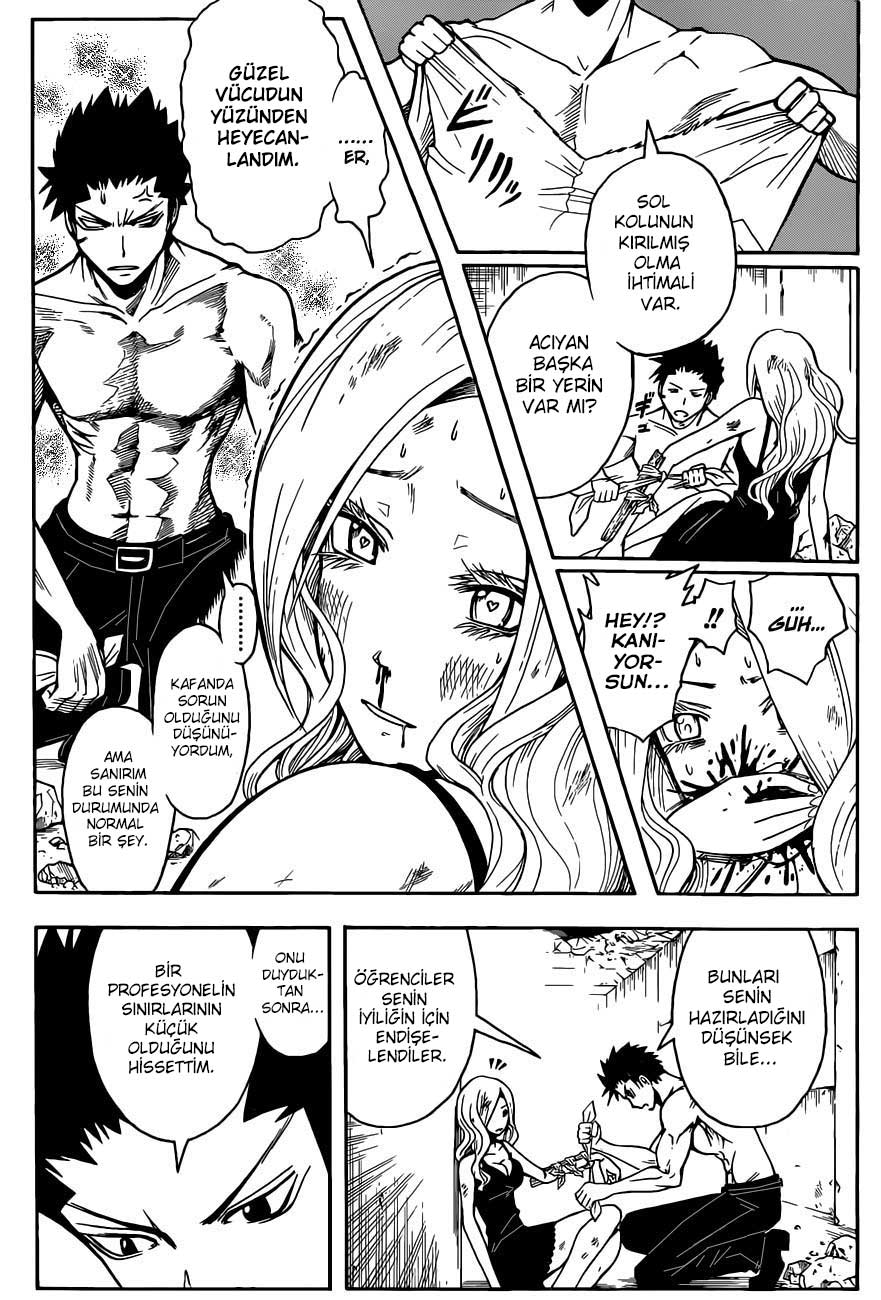 SOL
KOLUNUN
KIRILMIŞ
OLMA
İHTİMALİ
VAR.
ACIYAN
BAŞKA
BİR YERİN
VAR MI?
GÜH...
!!
HEY!?
KANI-
YOR-
SUN...
......
ER,
GÜZEL
VÜCUDUN
YÜZÜNDEN
HEYECAN-
LANDIM.
........
KAFANDA
SORUN
OLDUĞUNU
DÜŞÜNÜ-
YORDUM,
AMA
SANIRIM
BU SENİN
DURUMUNDA
NORMAL
BİR ŞEY.
BUNLARI
SENİN
HAZIRLADIĞINI
DÜŞÜNSEK
BİLE...
ÖĞRENCİLER
SENİN
İYİLİĞİN İÇİN
ENDİŞE-
LENDİLER.
ONU
DUYDUK-
TAN
SONRA...
BİR
PROFESYONELİN
SINIRLARININ
KÜÇÜK
OLDUĞUNU
HİSSETTİM.